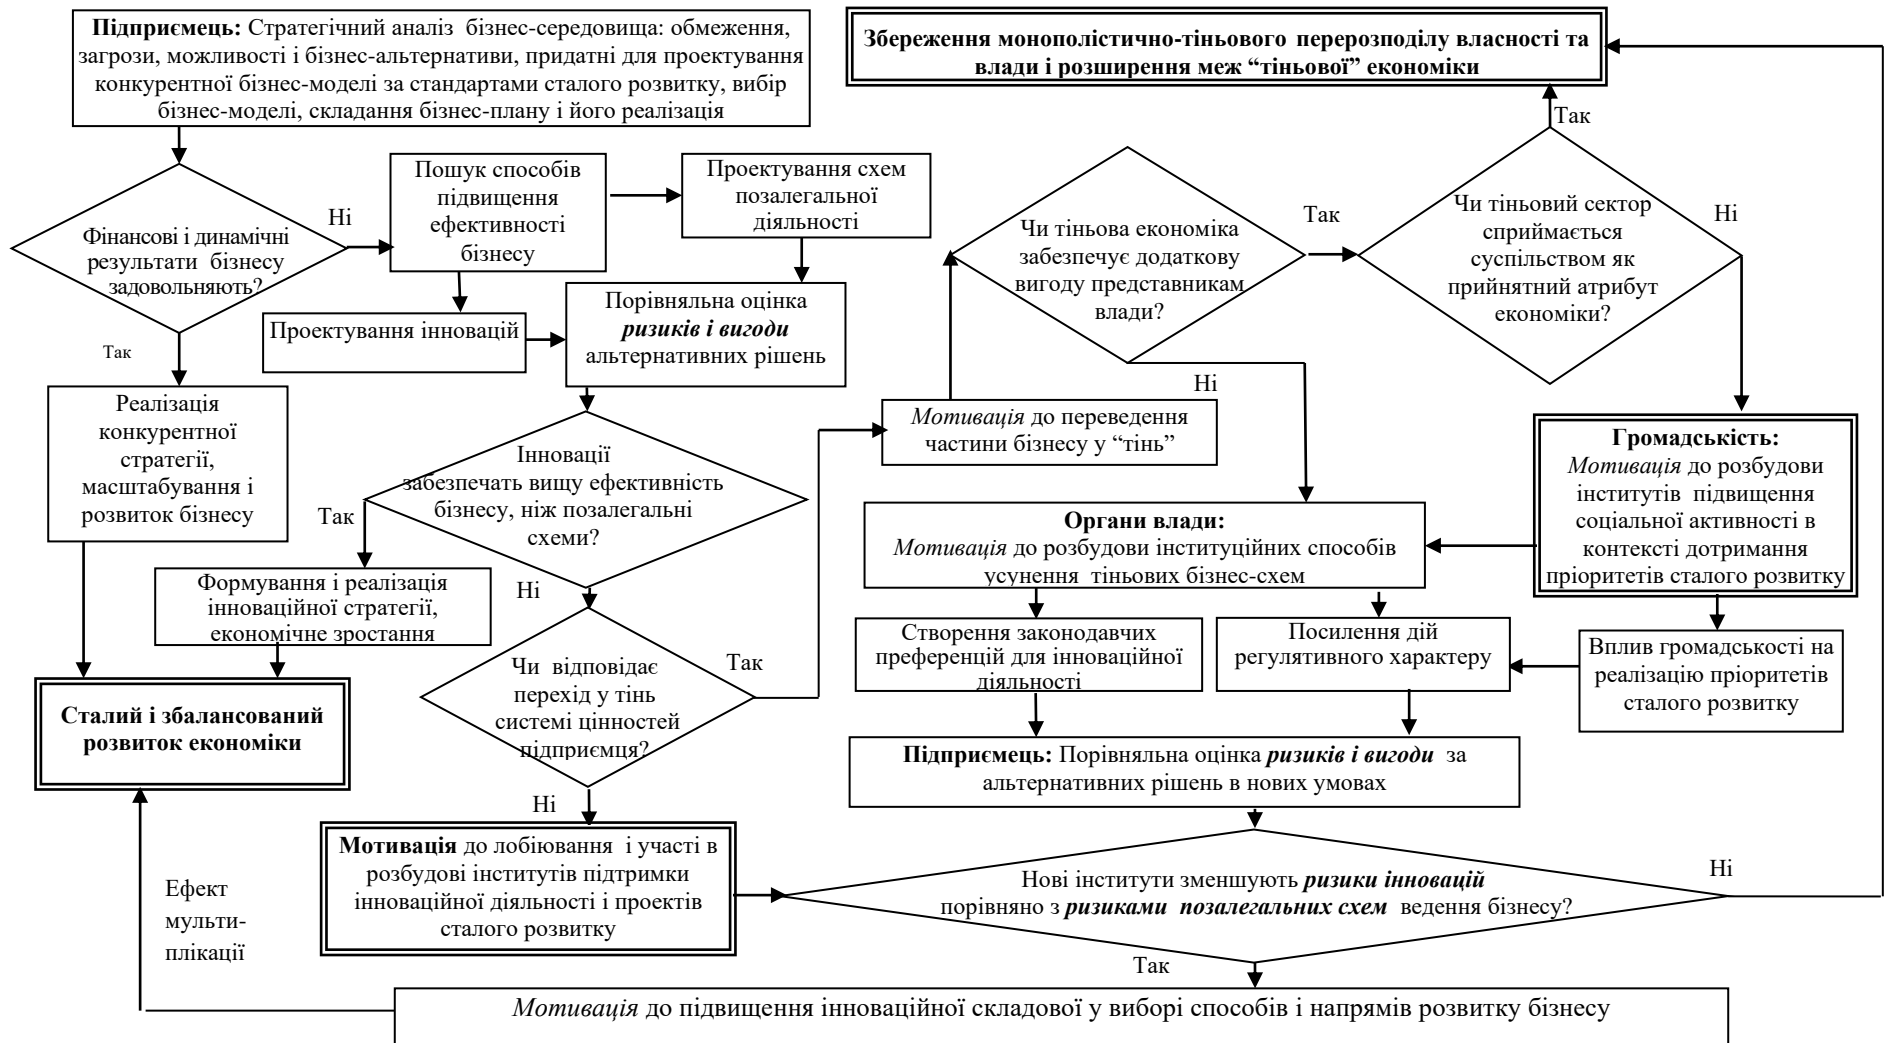 Підприємець: Стратегічний аналіз бізнес-середовища: обмеження,
загрози, можливості і бізнес-альтернативи, придатні для проектування
конкурентної бізнес-моделі за стандартами сталого розвитку, вибір
бізнес-моделі, складання бізнес-плану і його реалізація
Збереження монополістично-тіньового перерозподілу власності та
влади і розширення меж “тіньової” економіки
Так
Фінансові і динамічні
результати бізнесу
задовольняють?
Ні
Так
Пошук способів
підвищення
ефективності
бізнесу
Проектування схем
позалегальної
діяльності
Проектування інновацій
Порівняльна оцінка
ризиків і вигоди
альтернативних рішень
Чи тіньова економіка
забезпечує додаткову
вигоду представникам
влади?
Так
Ні
Чи тіньовий сектор
сприймається
суспільством як
прийнятний атрибут
економіки?
Ні
Реалізація
конкурентної
стратегії,
масштабування і
розвиток бізнесу
Інновації
забезпечать вищу ефективність
бізнесу, ніж позалегальні
схеми?
Так
Ні
Мотивація до переведення
частини бізнесу у “тінь”
Громадськість:
Мотивація до розбудови
інститутів підвищення
соціальної активності в
контексті дотримання
пріоритетів сталого розвитку
Органи влади:
Мотивація до розбудови інституційних способів
усунення тіньових бізнес-схем
Формування і реалізація
інноваційної стратегії,
економічне зростання
Створення законодавчих
преференцій для інноваційної
діяльності
Посилення дій
регулятивного характеру
Вплив громадськості на
реалізацію пріоритетів
сталого розвитку
Чи відповідає
перехід у тінь
системі цінностей
підприємця?
Так
Ні
Сталий і збалансований
розвиток економіки
Підприємець: Порівняльна оцінка ризиків і вигоди за
альтернативних рішень в нових умовах
Мотивація до лобіювання і участі в
розбудові інститутів підтримки
інноваційної діяльності і проектів
сталого розвитку
Нові інститути зменшують ризики інновацій
порівняно з ризиками позалегальних схем ведення бізнесу?
Ні
Так
Ефект
мульти-
плікації
Мотивація до підвищення інноваційної складової у виборі способів і напрямів розвитку бізнесу